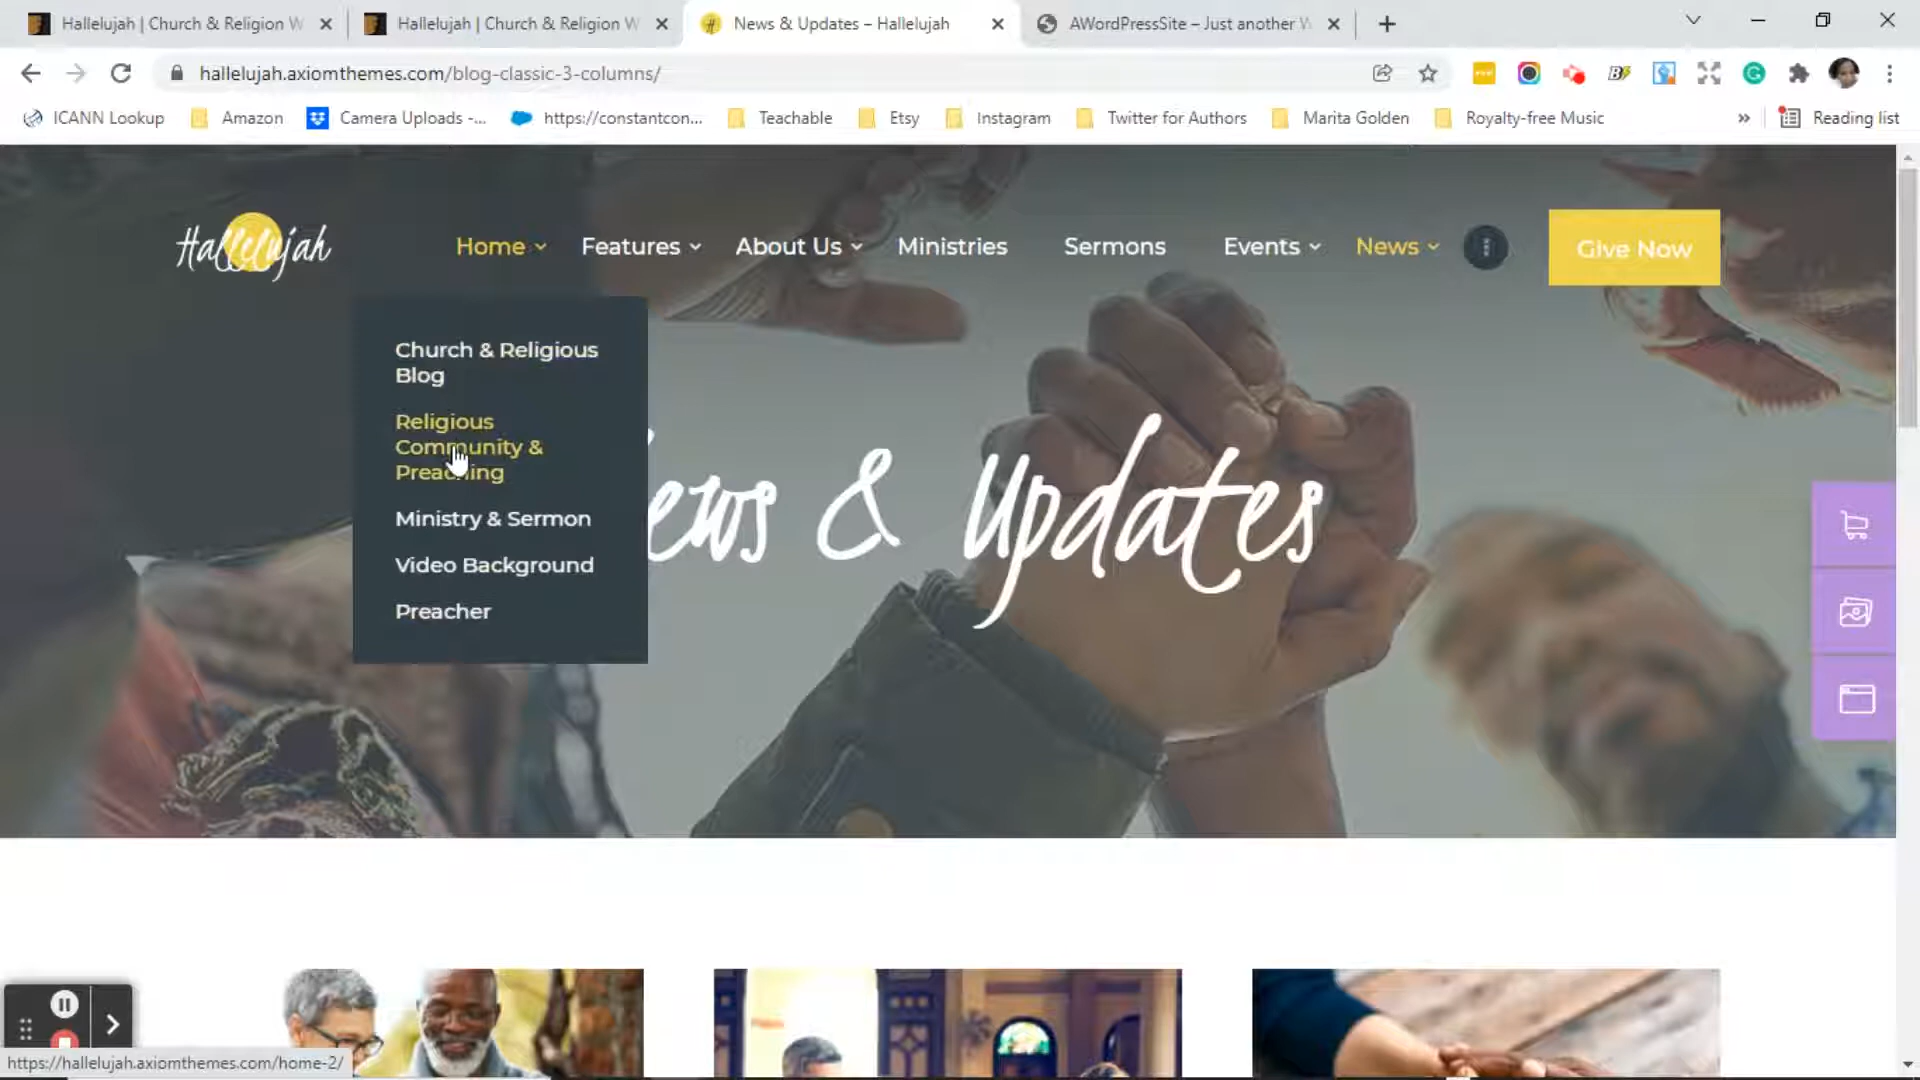 Hallelujah | Church & Religion W
Hallelujah | Church & Religion W
News & Updates – Hallelujah
AWordPressSite – Just another W
hallelujah.axiomthemes.com/blog-classic-3-columns/
ICANN Lookup
Amazon
Camera Uploads -...
https://constantcon...
Teachable
Etsy
Instagram
Twitter for Authors
Marita Golden
Royalty-free Music
»
Reading list
Hallelujah
Home
Features
About Us
Ministries
Sermons
Events
News
Give Now
Church & Religious
Blog
Religious
Community &
Preaching
Ministry & Sermon
Video Background
Preacher
ews & Updates
https://hallelujah.axiomthemes.com/home-2/